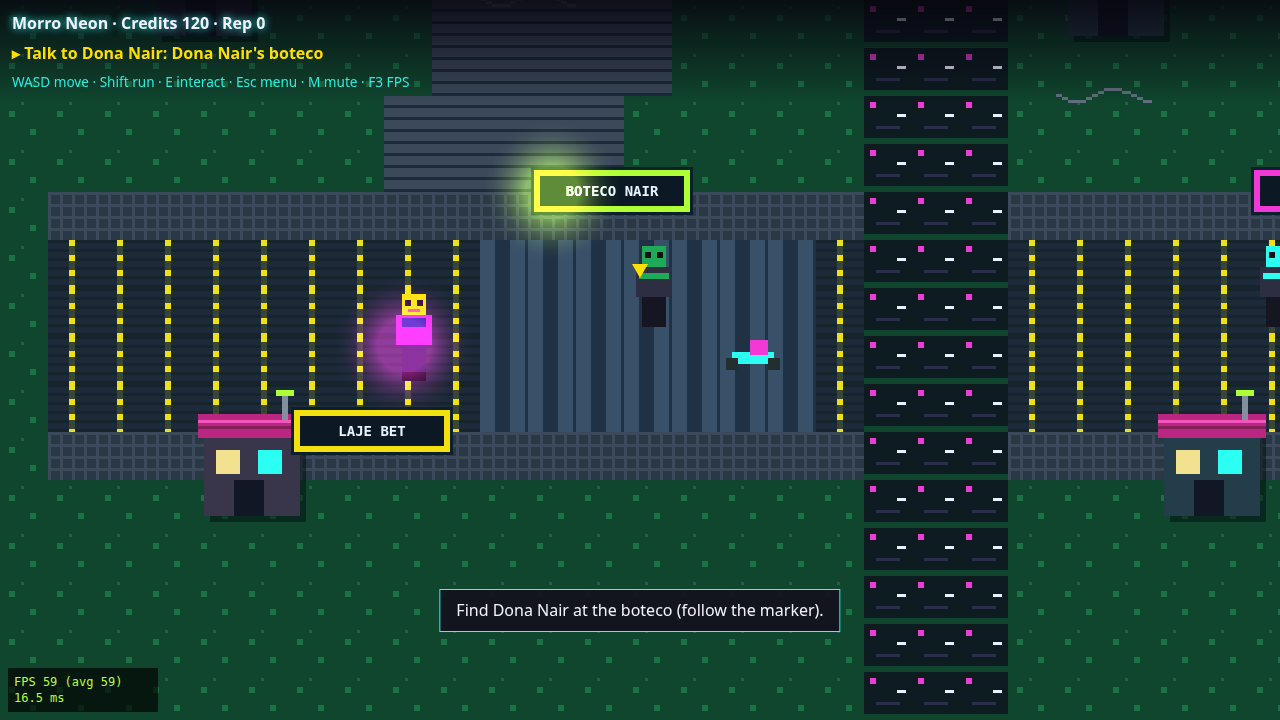 Morro Neon · Credits 120 · Rep 0
▸ Talk to Dona Nair: Dona Nair's boteco
WASD move · Shift run · E interact · Esc menu · M mute · F3 FPS
BOTECO NAIR
LAJE BET
Find Dona Nair at the boteco (follow the marker).
FPS 59 (avg 59)
16.5 ms